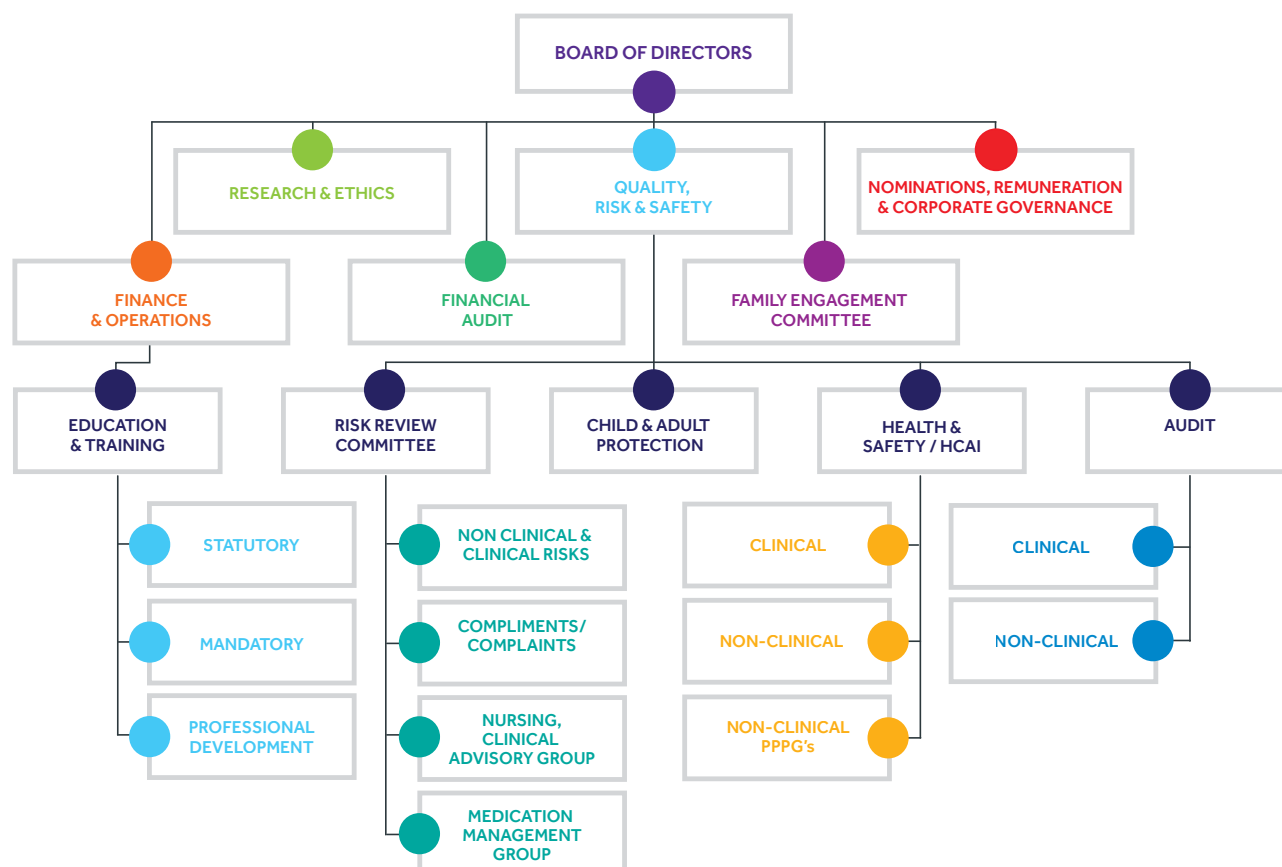 BOARD OF DIRECTORS
RESEARCH & ETHICS
QUALITY,
RISK & SAFETY
NOMINATIONS, REMUNERATION
& CORPORATE GOVERNANCE
FINANCE
& OPERATIONS
FINANCIAL
AUDIT
FAMILY ENGAGEMENT
COMMITTEE
EDUCATION
& TRAINING
RISK REVIEW
COMMITTEE
CHILD & ADULT
PROTECTION
HEALTH &
SAFETY / HCAI
AUDIT
STATUTORY
MANDATORY
PROFESSIONAL
DEVELOPMENT
NON CLINICAL &
CLINICAL RISKS
COMPLIMENTS/
COMPLAINTS
NURSING,
CLINICAL
ADVISORY GROUP
MEDICATION
MANAGEMENT
GROUP
CLINICAL
NON-CLINICAL
NON-CLINICAL
PPPG's
CLINICAL
NON-CLINICAL